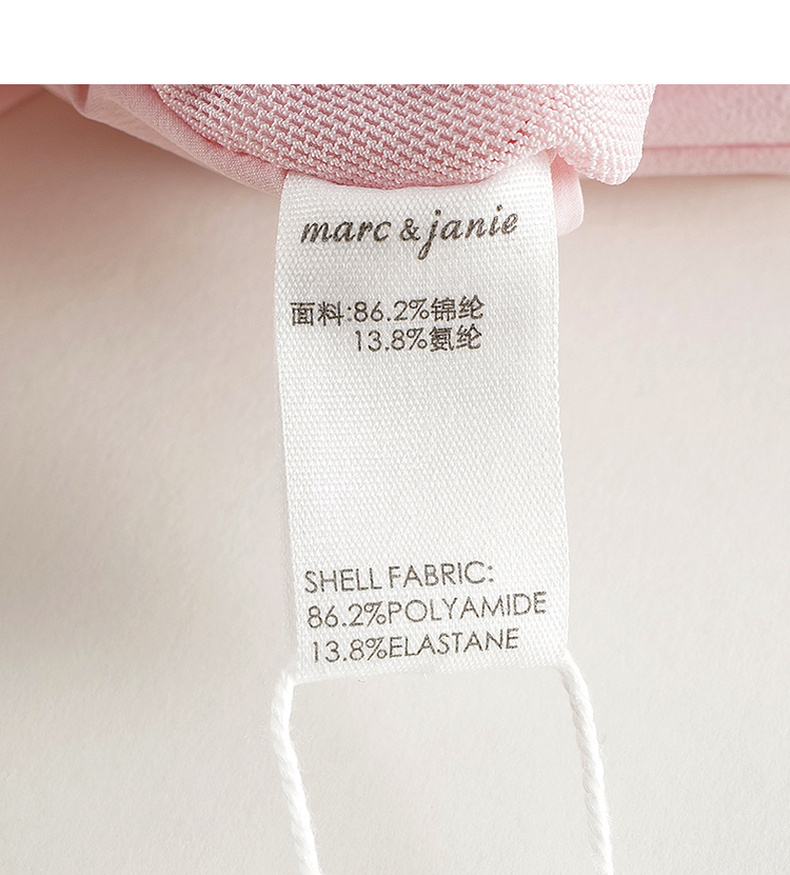 marc & janie
面料:86.2%锦纶
13.8%氨纶
SHELL FABRIC:
86.2%POLYAMIDE
13.8%ELASTANE